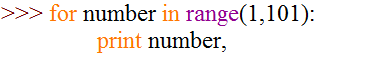 >>> for number in range(1,101):
print number,